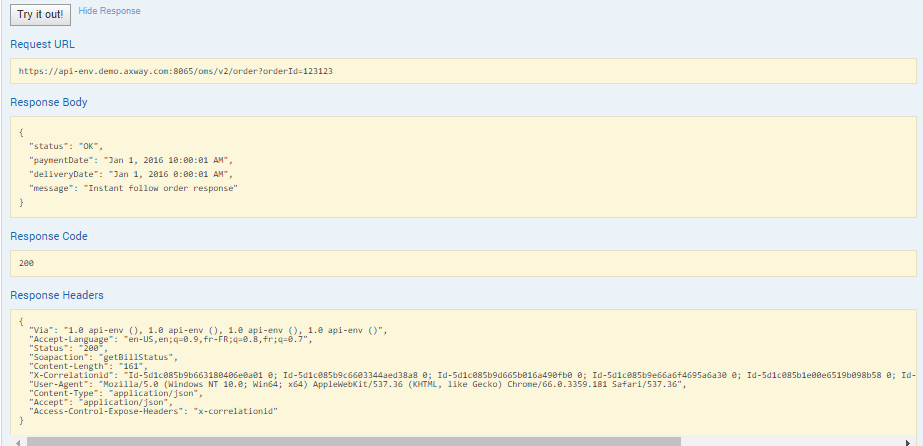 Try it out! Hide Response
Request URL
https://api-env.demo.axway.com:8065/oms/v2/order?orderId=123123
Response Body
{
"status": "OK",
"paymentDate": "Jan 1, 2016 10:00:01 AM",
"deliveryDate": "Jan 1, 2016 0:00:01 AM",
"message": "Instant follow order response"
}
Response Code
200
Response Headers
{
"Via": "1.0 api-env (), 1.0 api-env (), 1.0 api-env (), 1.0 api-env ()",
"Accept-Language": "en-US,en;q=0.9,fr-FR;q=0.8,fr;q=0.7",
"Status": "200",
"Soapaction": "getBillStatus",
"Content-Length": "161",
"X-Correlationid": "Id-5d1c085b9b663180406e0a01 0; Id-5d1c085b9c6603344aed38a8 0; Id-5d1c085b9d665b016a490fb0 0; Id-5d1c085b9e66a6f4695a6a30 0; Id-5d1c085b1e00e6519b098b58 0; Id-
"User-Agent": "Mozilla/5.0 (Windows NT 10.0; Win64; x64) AppleWebKit/537.36 (KHTML, like Gecko) Chrome/66.0.3359.181 Safari/537.36",
"Content-Type": "application/json",
"Accept": "application/json",
"Access-Control-Expose-Headers": "x-correlationid"
}